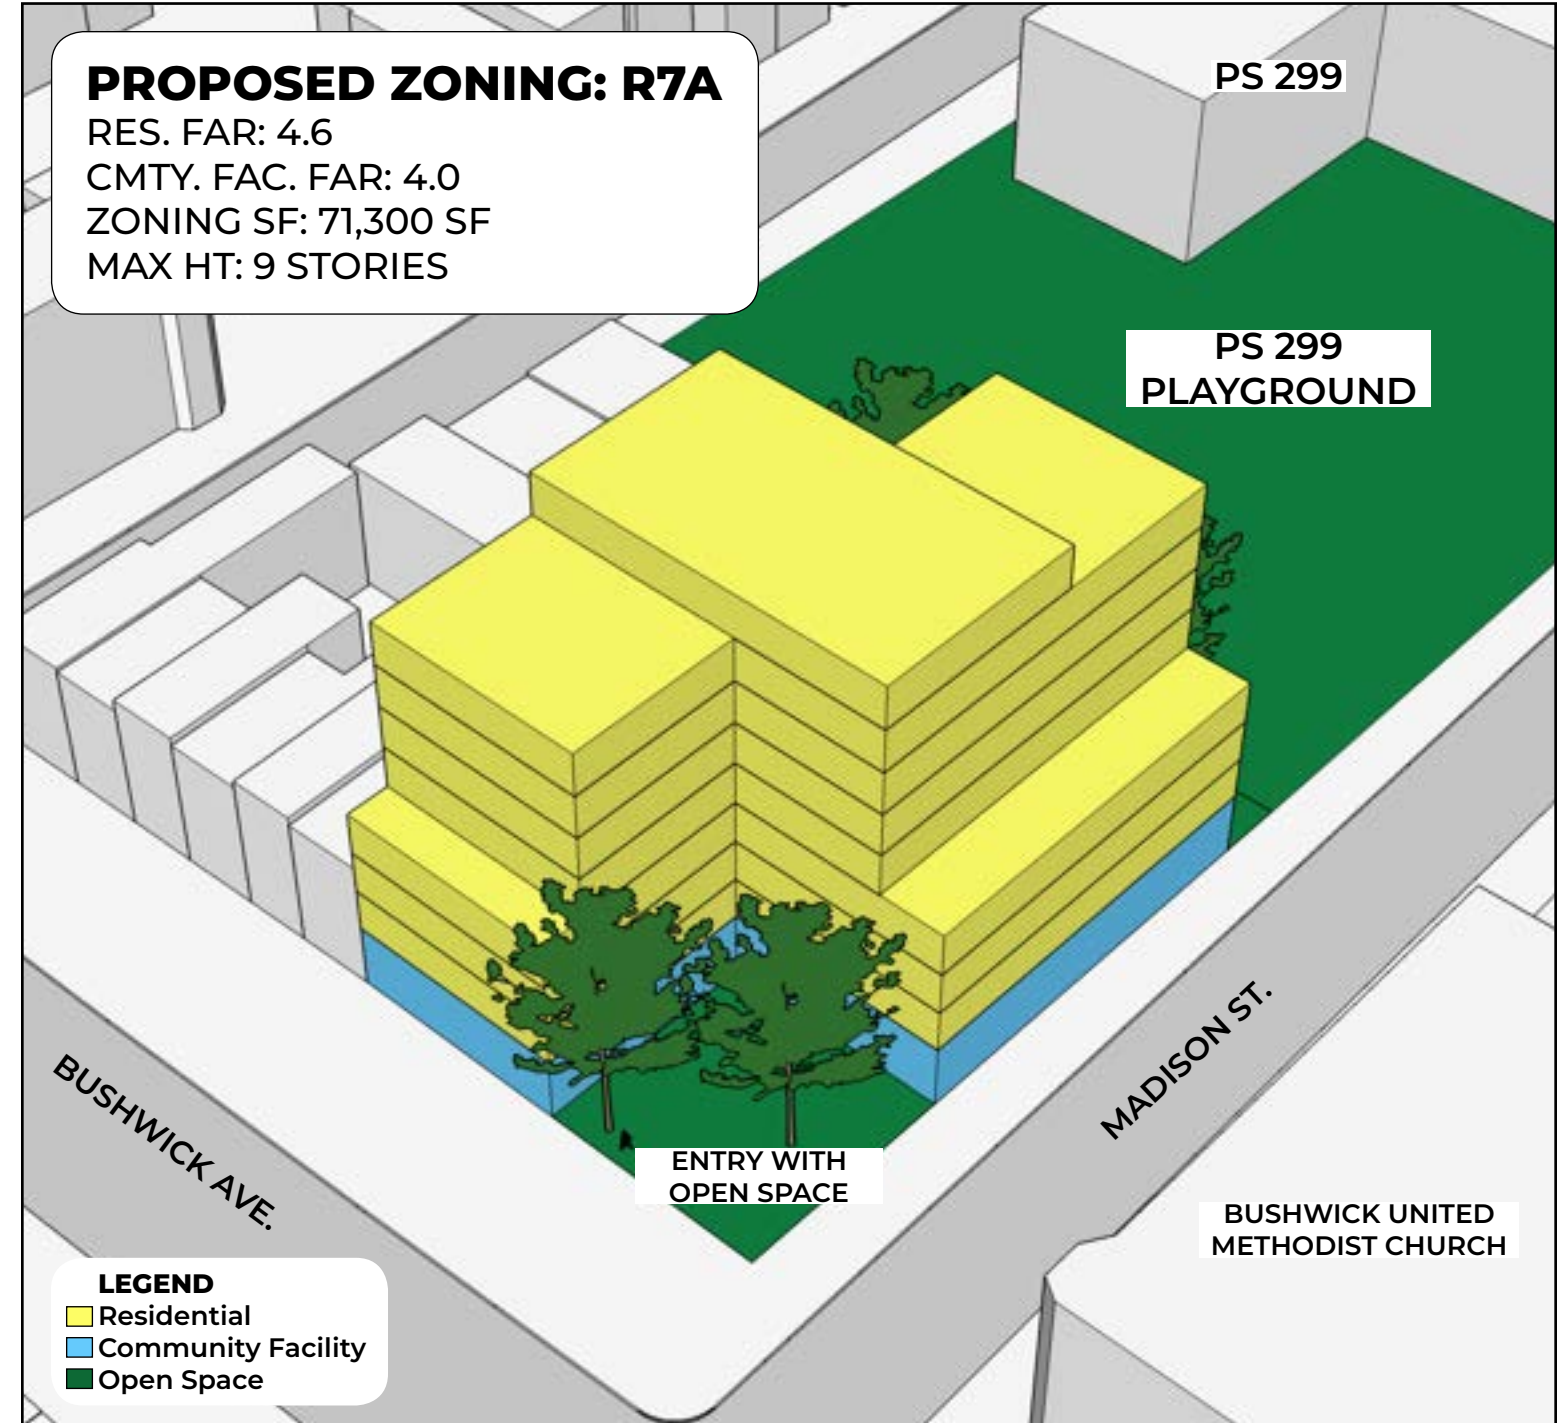 PROPOSED ZONING: R7A
RES. FAR: 4.6
CMTY. FAC. FAR: 4.0
ZONING SF: 71,300 SF
MAX HT: 9 STORIES
PS 299
PS 299
PLAYGROUND
MADISON ST.
BUSHWICK AVE.
ENTRY WITH
OPEN SPACE
BUSHWICK UNITED
METHODIST CHURCH
LEGEND
Residential
Community Facility
Open Space